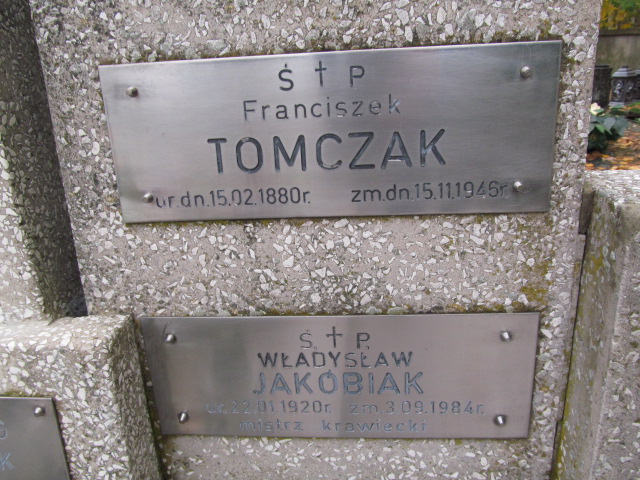 Ś † P
Franciszek
TOMCZAK
ur.dn.15.02.1880r. zm.dn.15.11.1946r.
Ś. † P.
WŁADYSŁAW
JAKÓBIAK
ur. 22.01.1920r. zm. 3.09.1984r.
mistrz krawiecki